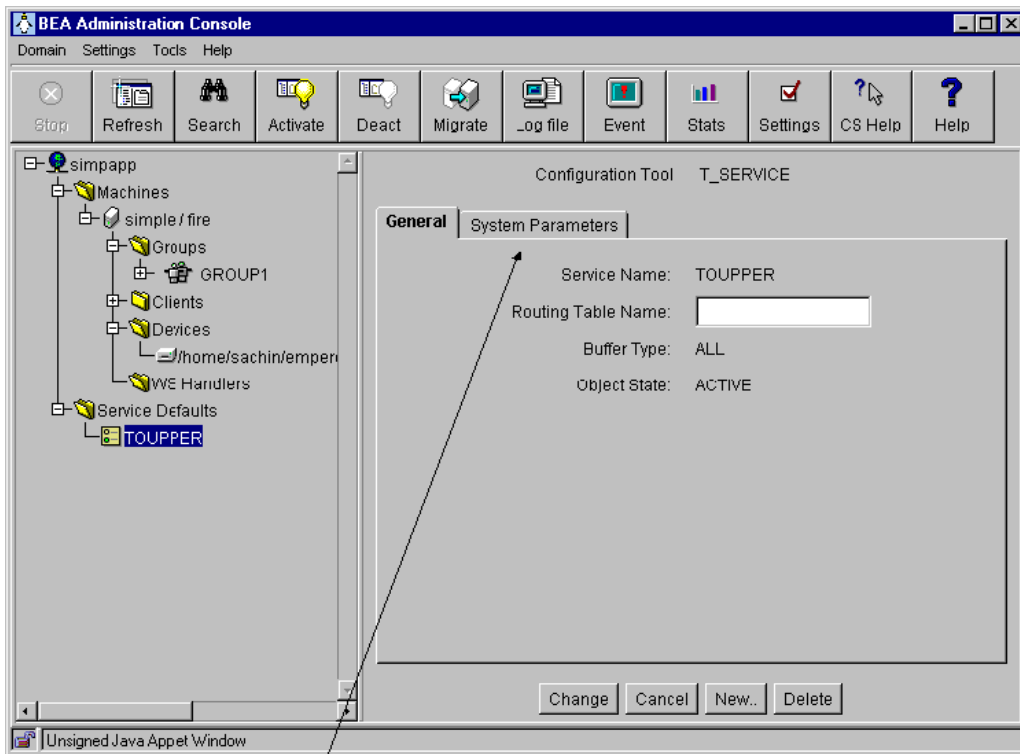 BEA Administration Console
Domain Settings Tools Help
Stop Refresh Search Activate Deact Migrate Log file Event Stats Settings CS Help Help
simpapp
Machines
simple / fire
Groups
GROUP1
Clients
Devices
/home/sachin/empero
WS Handlers
Service Defaults
TOUPPER
Configuration Tool T_SERVICE
General System Parameters
Service Name: TOUPPER
Routing Table Name:
Buffer Type: ALL
Object State: ACTIVE
Change Cancel New.. Delete
Unsigned Java Appet Window